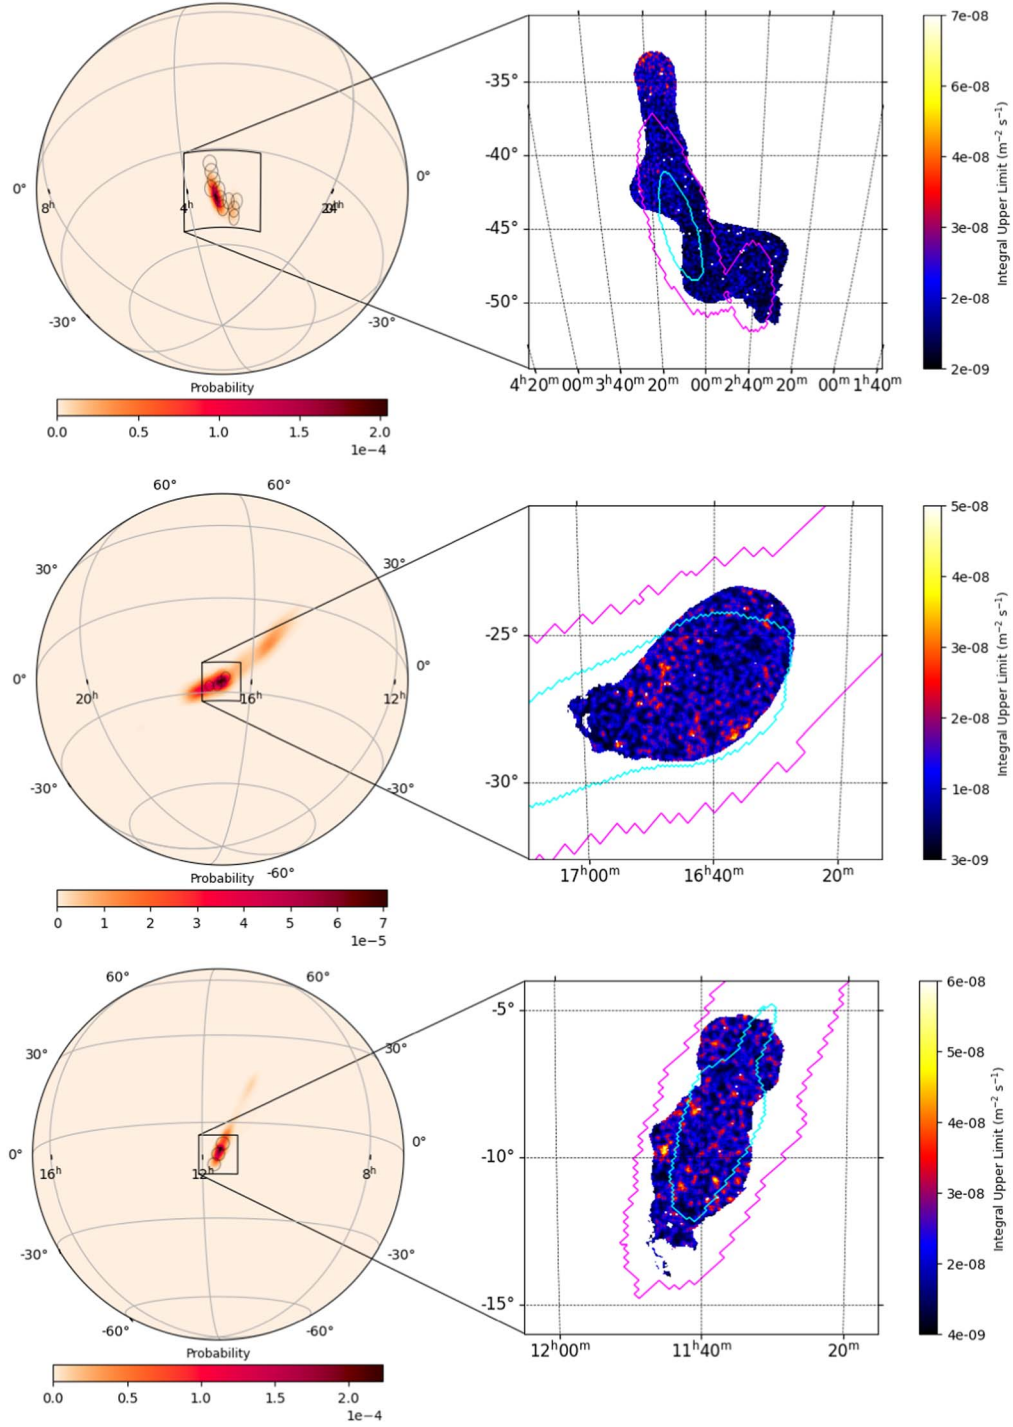 0°
8ʰ
4ʰ
24ʰ
0°
-30°
-30°
Probability
0.0 0.5 1.0 1.5 2.0
1e−4
-35°
-40°
-45°
-50°
4ʰ20ᵐ 00ᵐ 3ʰ40ᵐ 20ᵐ 00ᵐ 2ʰ40ᵐ 20ᵐ 00ᵐ 1ʰ40ᵐ
7e-08
6e-08
4e-08
3e-08
2e-08
2e-09
Integral Upper Limit (m⁻² s⁻¹)
60° 60°
30° 30°
0° 0°
20ʰ 16ʰ 12ʰ
-30° -30°
-60°
Probability
0 1 2 3 4 5 6 7
1e−5
-25°
-30°
17ʰ00ᵐ 16ʰ40ᵐ 20ᵐ
5e-08
4e-08
3e-08
2e-08
1e-08
3e-09
Integral Upper Limit (m⁻² s⁻¹)
60° 60°
30° 30°
0° 0°
16ʰ 12ʰ 8ʰ
-30° -30°
-60° -60°
Probability
0.0 0.5 1.0 1.5 2.0
1e−4
-5°
-10°
-15°
12ʰ00ᵐ 11ʰ40ᵐ 20ᵐ
6e-08
5e-08
4e-08
3e-08
2e-08
4e-09
Integral Upper Limit (m⁻² s⁻¹)